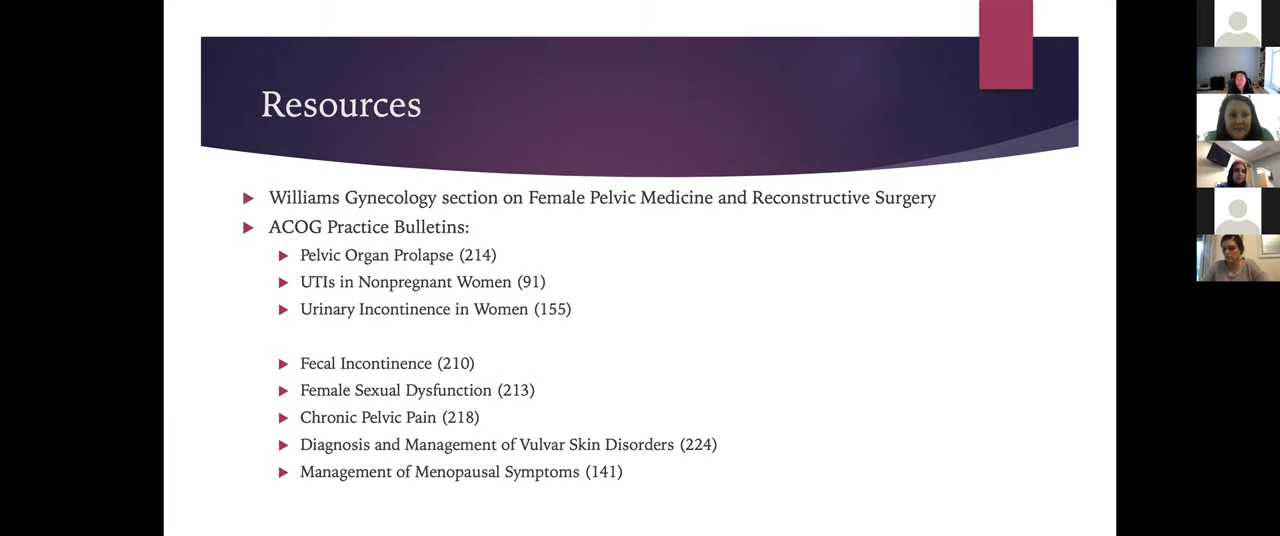 Resources
Williams Gynecology section on Female Pelvic Medicine and Reconstructive Surgery
ACOG Practice Bulletins:
Pelvic Organ Prolapse (214)
UTIs in Nonpregnant Women (91)
Urinary Incontinence in Women (155)
Fecal Incontinence (210)
Female Sexual Dysfunction (213)
Chronic Pelvic Pain (218)
Diagnosis and Management of Vulvar Skin Disorders (224)
Management of Menopausal Symptoms (141)